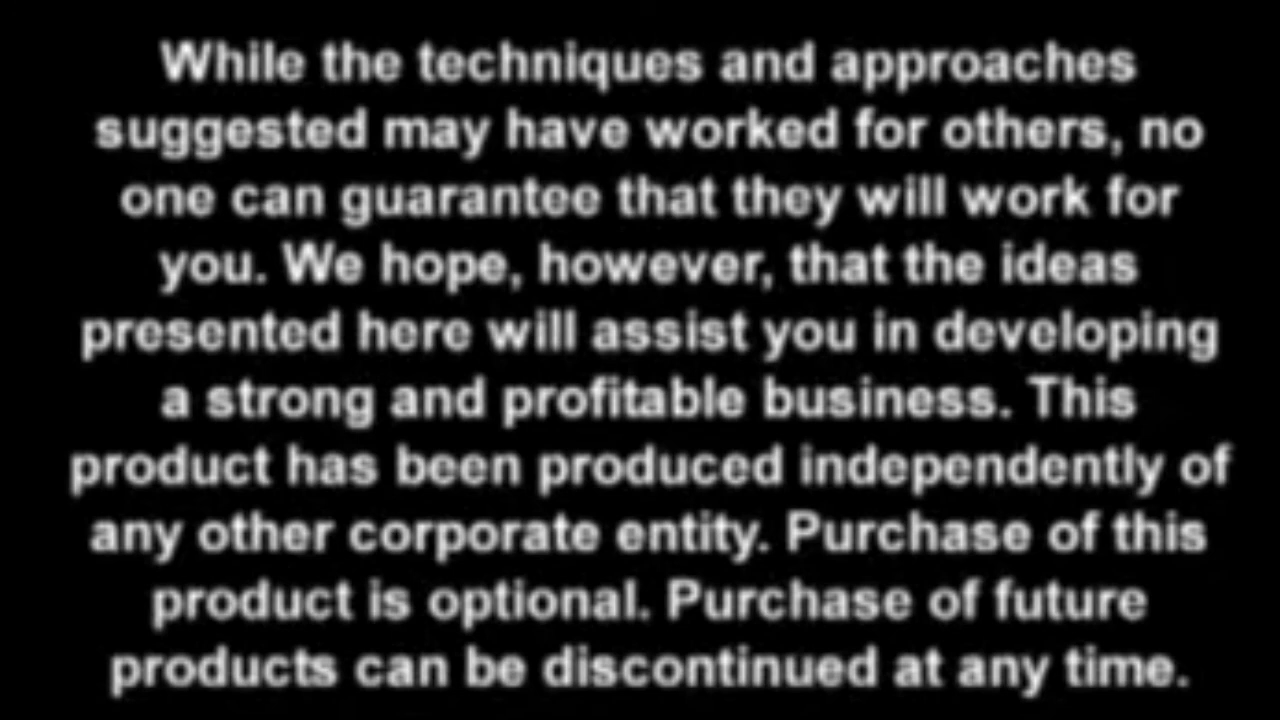 While the techniques and approaches
suggested may have worked for others, no
one can guarantee that they will work for
you. We hope, however, that the ideas
presented here will assist you in developing
a strong and profitable business. This
product has been produced independently of
any other corporate entity. Purchase of this
product is optional. Purchase of future
products can be discontinued at any time.